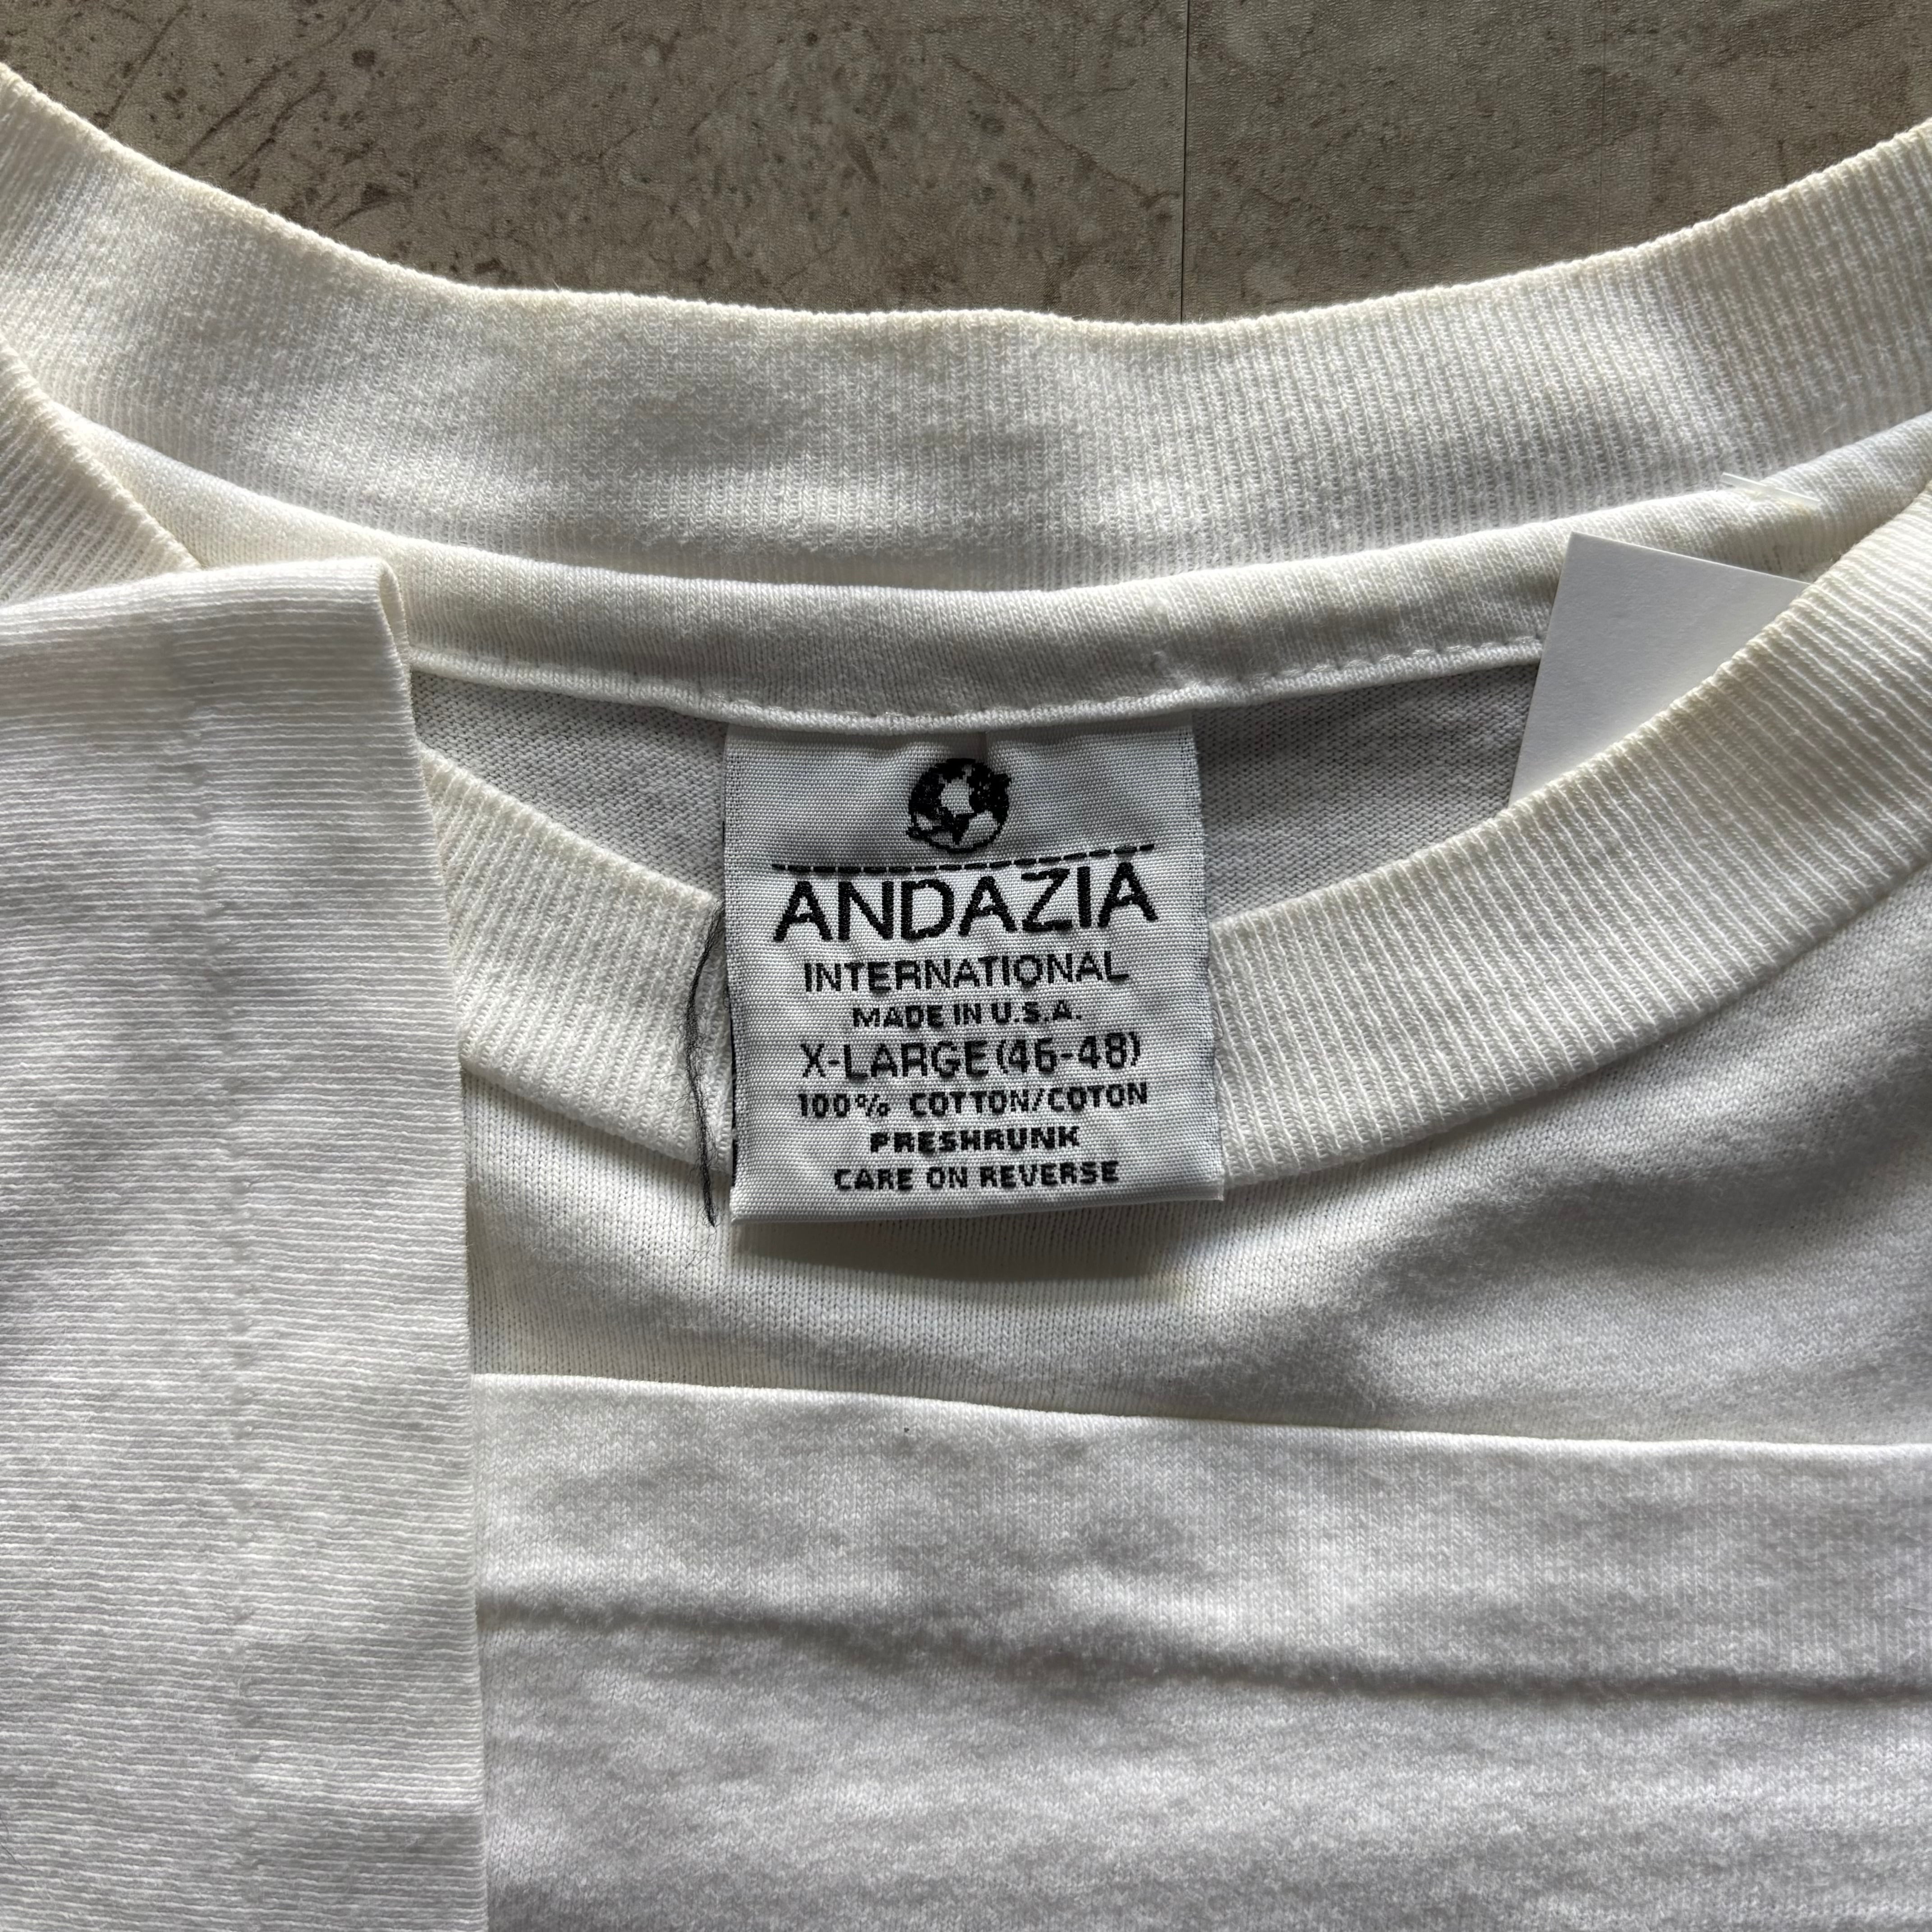 ANDAZIA
INTERNATIONAL
MADE IN U.S.A.
X-LARGE (46-48)
100% COTTON/COTON
PRESHRUNK
CARE ON REVERSE